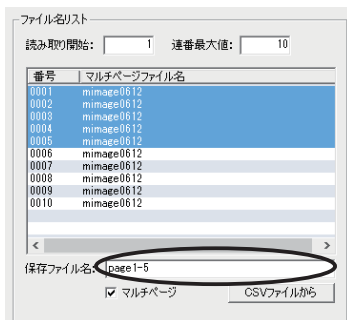 ファイル名リスト
読み取り開始： 1 連番最大値： 10
番号 マルチページファイル名
0001 mimage0612
0002 mimage0612
0003 mimage0612
0004 mimage0612
0005 mimage0612
0006 mimage0612
0007 mimage0612
0008 mimage0612
0009 mimage0612
0010 mimage0612
保存ファイル名： page1-5
マルチページ CSVファイルから